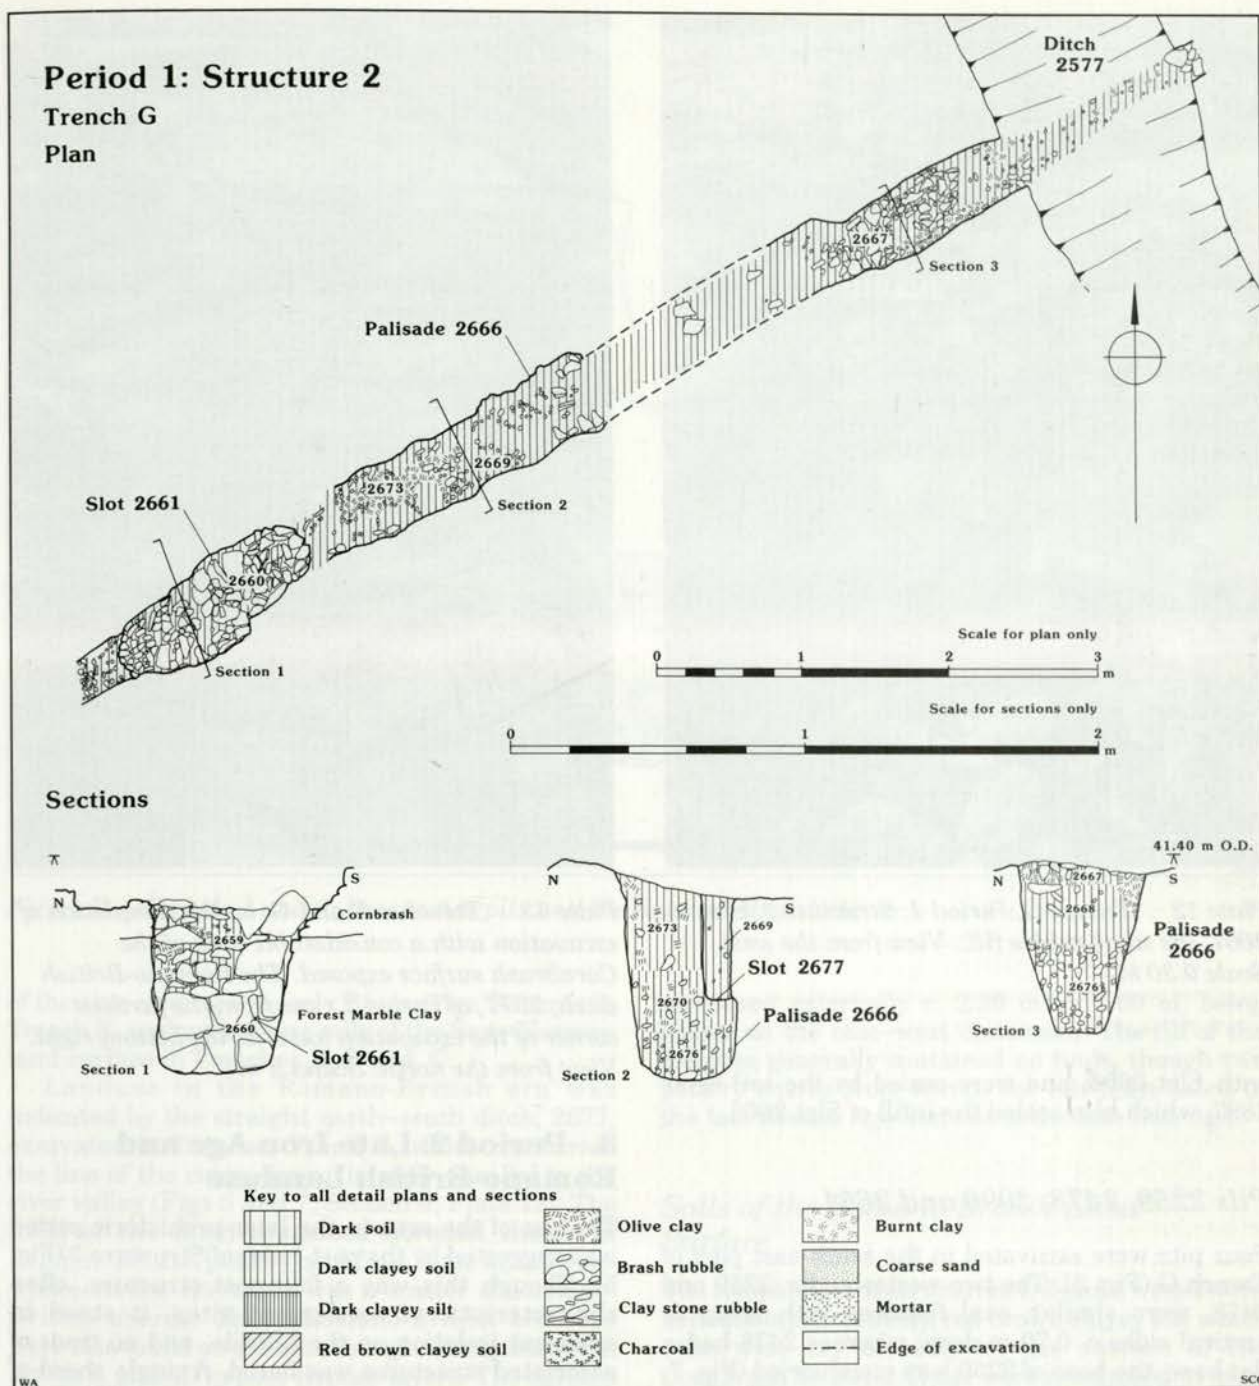 Period 1: Structure 2
Trench G
Plan
Ditch
2577
2667
Section 3
Palisade 2666
2669
2673
Section 2
Slot 2661
2660
Section 1
Scale for plan only
0 1 2 3
m
Scale for sections only
0 1 2
m
Sections
N
S
Cornbrash
2659
Forest Marble Clay
2660
Slot 2661
Section 1
N
S
2673
2669
Slot 2677
2670
Palisade 2666
2676
Section 2
41.40 m O.D.
N
S
2667
2668
Palisade
2666
2676
Section 3
Key to all detail plans and sections
Dark soil
Dark clayey soil
Dark clayey silt
Red brown clayey soil
Olive clay
Brash rubble
Clay stone rubble
Charcoal
Burnt clay
Coarse sand
Mortar
Edge of excavation
WA